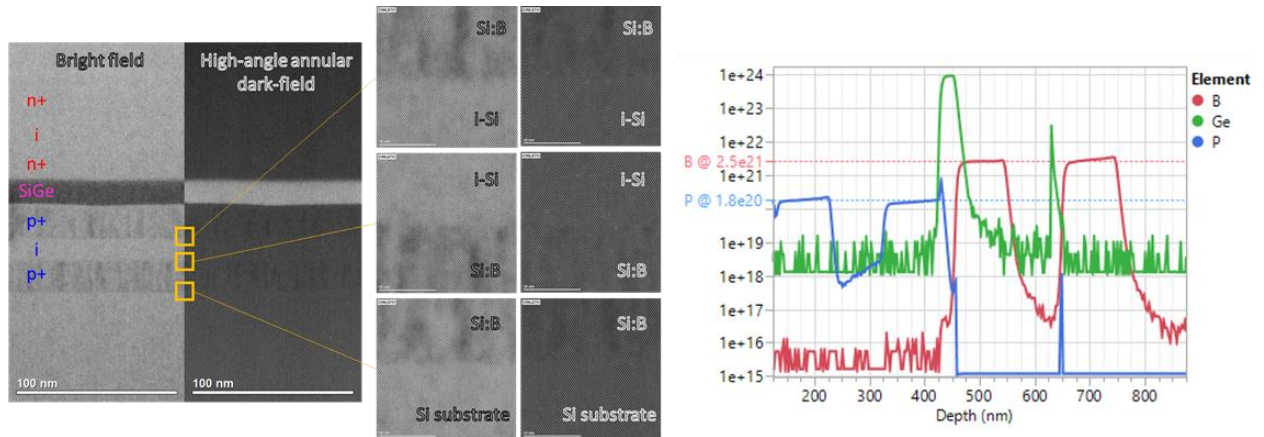 Bright field
High-angle annular
dark-field
n+
i
n+
SiGe
p+
i
p+
100 nm
100 nm
Si:B
i-Si
Si:B
i-Si
i-Si
Si:B
i-Si
Si:B
Si:B
Si substrate
Si:B
Si substrate
1e+24
1e+23
1e+22
B @ 2.5e21
1e+21
P @ 1.8e20
1e+19
1e+18
1e+17
1e+16
1e+15
200
300
400
500
600
700
800
Depth (nm)
Element
B
Ge
P